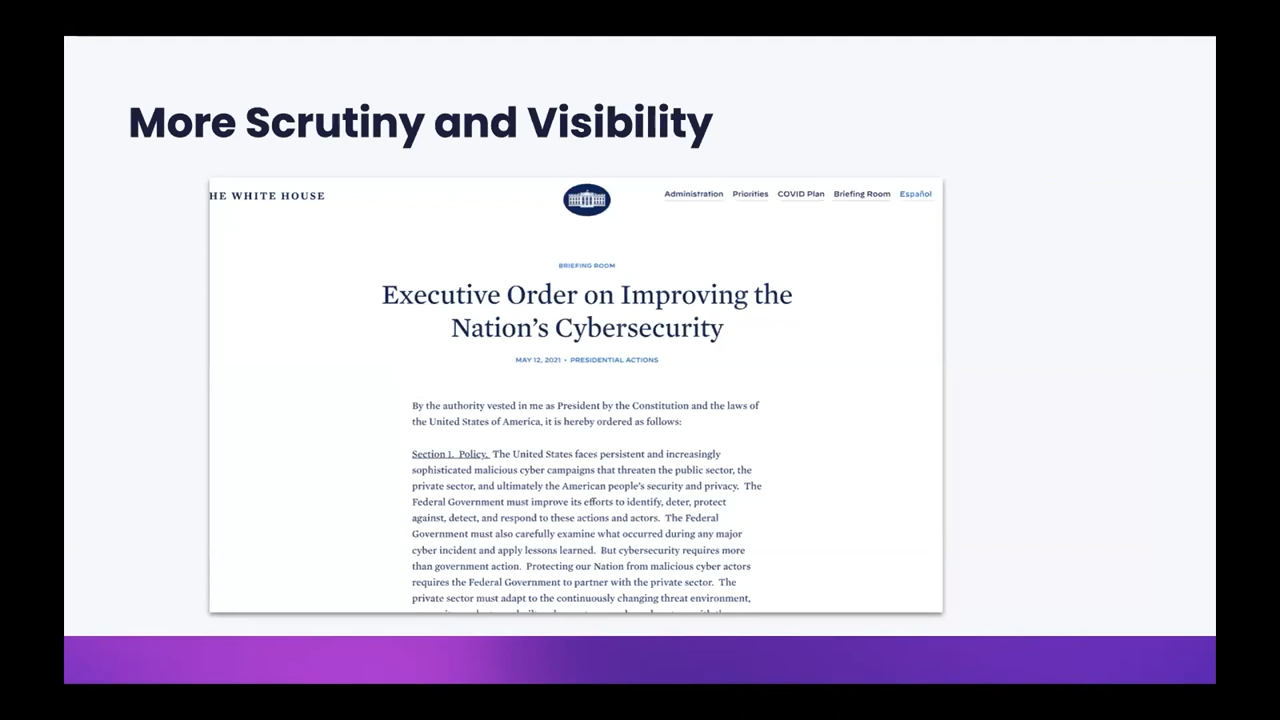 More Scrutiny and Visibility
HE WHITE HOUSE
Administration Priorities COVID Plan Briefing Room Español
BRIEFING ROOM
Executive Order on Improving the
Nation’s Cybersecurity
MAY 12, 2021 • PRESIDENTIAL ACTIONS
By the authority vested in me as President by the Constitution and the laws of
the United States of America, it is hereby ordered as follows:
Section 1. Policy. The United States faces persistent and increasingly
sophisticated malicious cyber campaigns that threaten the public sector, the
private sector, and ultimately the American people’s security and privacy. The
Federal Government must improve its efforts to identify, deter, protect
against, detect, and respond to these actions and actors. The Federal
Government must also carefully examine what occurred during any major
cyber incident and apply lessons learned. But cybersecurity requires more
than government action. Protecting our Nation from malicious cyber actors
requires the Federal Government to partner with the private sector. The
private sector must adapt to the continuously changing threat environment,